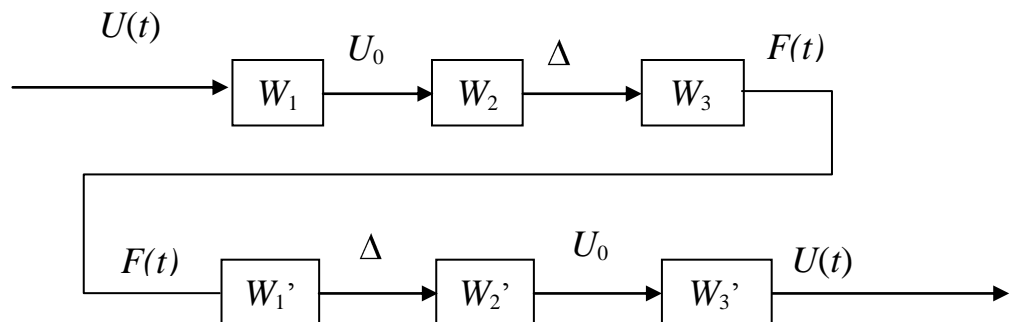 U(t) U₀ Δ F(t)
W₁ W₂ W₃
F(t) Δ U₀ U(t)
W₁’ W₂’ W₃’